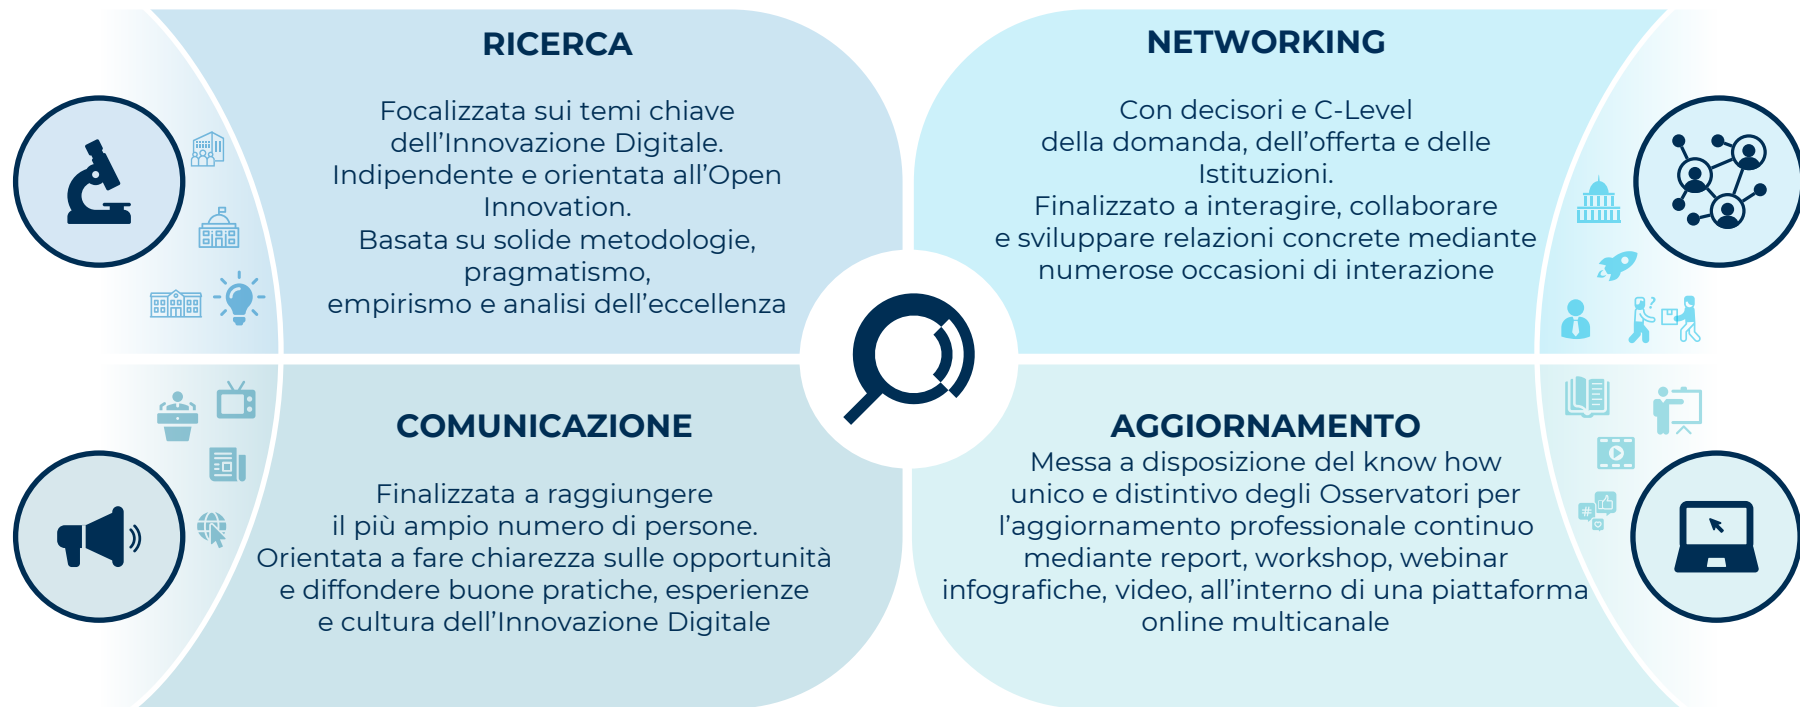 RICERCA
Focalizzata sui temi chiave
dell’Innovazione Digitale.
Indipendente e orientata all’Open
Innovation.
Basata su solide metodologie,
pragmatismo,
empirismo e analisi dell’eccellenza
NETWORKING
Con decisori e C-Level
della domanda, dell’offerta e delle
Istituzioni.
Finalizzato a interagire, collaborare
e sviluppare relazioni concrete mediante
numerose occasioni di interazione
COMUNICAZIONE
Finalizzata a raggiungere
il più ampio numero di persone.
Orientata a fare chiarezza sulle opportunità
e diffondere buone pratiche, esperienze
e cultura dell’Innovazione Digitale
AGGIORNAMENTO
Messa a disposizione del know how
unico e distintivo degli Osservatori per
l’aggiornamento professionale continuo
mediante report, workshop, webinar
infografiche, video, all’interno di una piattaforma
online multicanale